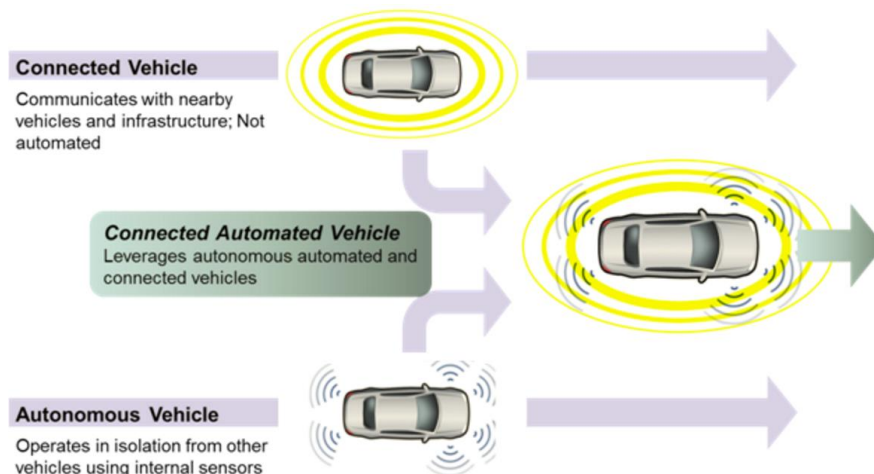 Connected Vehicle
Communicates with nearby
vehicles and infrastructure; Not
automated
Connected Automated Vehicle
Leverages autonomous automated and
connected vehicles
Autonomous Vehicle
Operates in isolation from other
vehicles using internal sensors